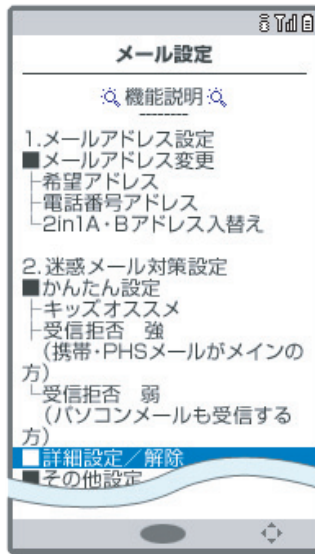 メール設定
機能説明
1.メールアドレス設定
■メールアドレス変更
├希望アドレス
├電話番号アドレス
└2in1A・Bアドレス入替え
2.迷惑メール対策設定
■かんたん設定
├キッズオススメ
├受信拒否 強
(携帯・PHSメールがメインの
方)
└受信拒否 弱
(パソコンメールも受信する
方)
■詳細設定／解除
■その他設定